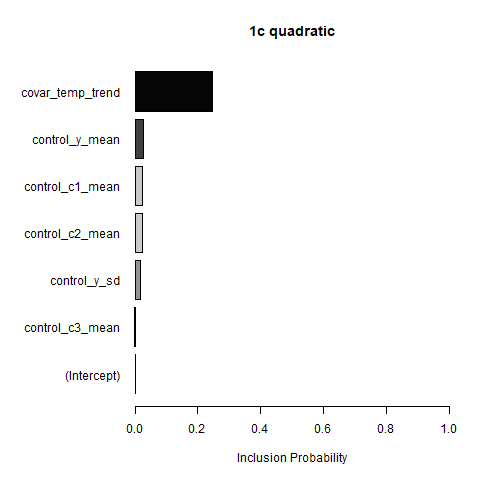 1c quadratic
covar_temp_trend
control_y_mean
control_c1_mean
control_c2_mean
control_y_sd
control_c3_mean
(Intercept)
0.0 0.2 0.4 0.6 0.8 1.0
Inclusion Probability